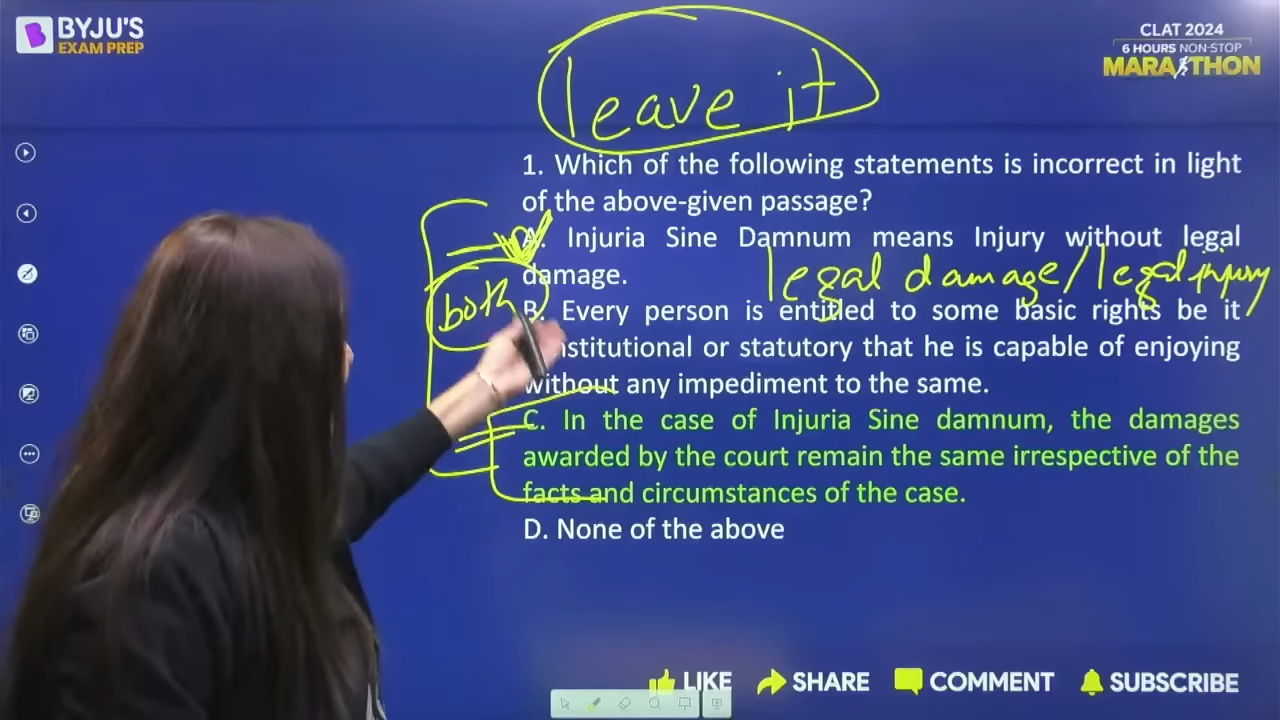 BYJU'S
EXAM PREP
CLAT 2024
6 HOURS NON-STOP
MARATHON
leave it
1. Which of the following statements is incorrect in light
of the above-given passage?
A. Injuria Sine Damnum means Injury without legal
damage.
legal damage/legal injury
both
B. Every person is entitled to some basic rights be it
nstitutional or statutory that he is capable of enjoying
without any impediment to the same.
C. In the case of Injuria Sine damnum, the damages
awarded by the court remain the same irrespective of the
facts and circumstances of the case.
D. None of the above
LIKE SHARE COMMENT SUBSCRIBE